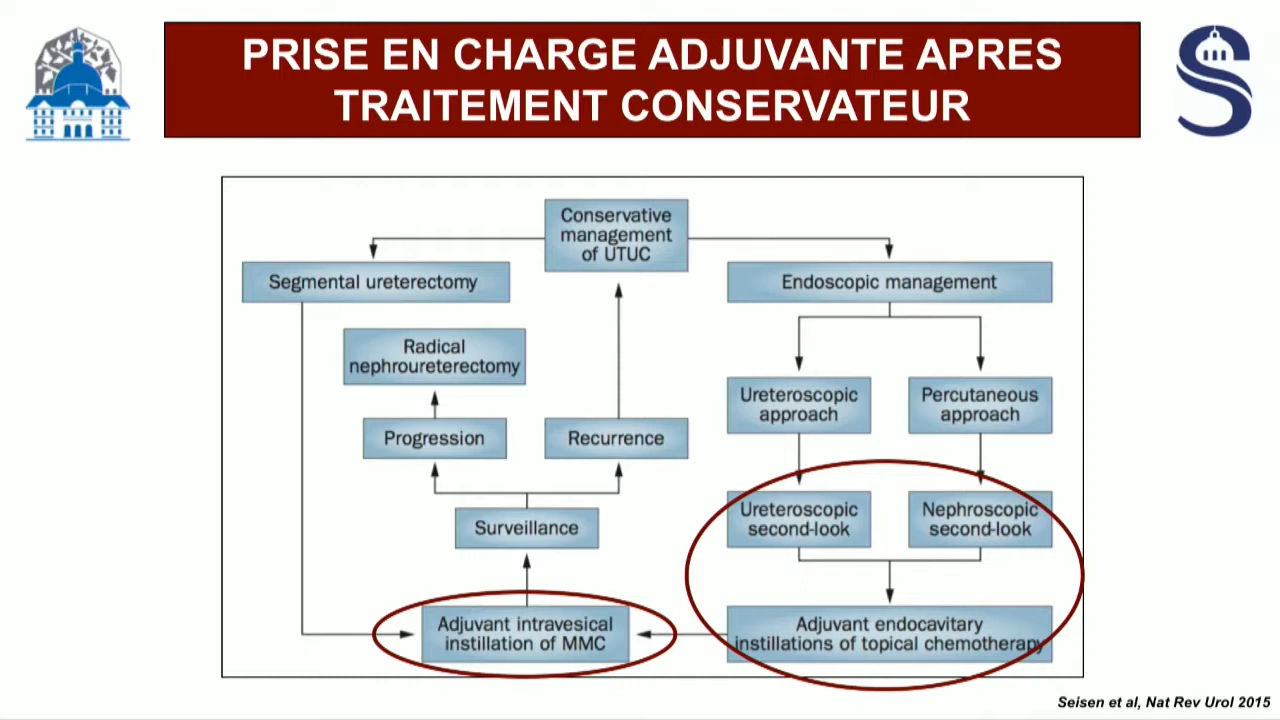 PRISE EN CHARGE ADJUVANTE APRES
TRAITEMENT CONSERVATEUR
Conservative
management
of UTUC
Segmental ureterectomy
Endoscopic management
Radical
nephroureterectomy
Ureteroscopic
approach
Percutaneous
approach
Progression
Recurrence
Ureteroscopic
second-look
Nephroscopic
second-look
Surveillance
Adjuvant intravesical
instillation of MMC
Adjuvant endocavitary
instillations of topical chemotherapy
Seisen et al, Nat Rev Urol 2015